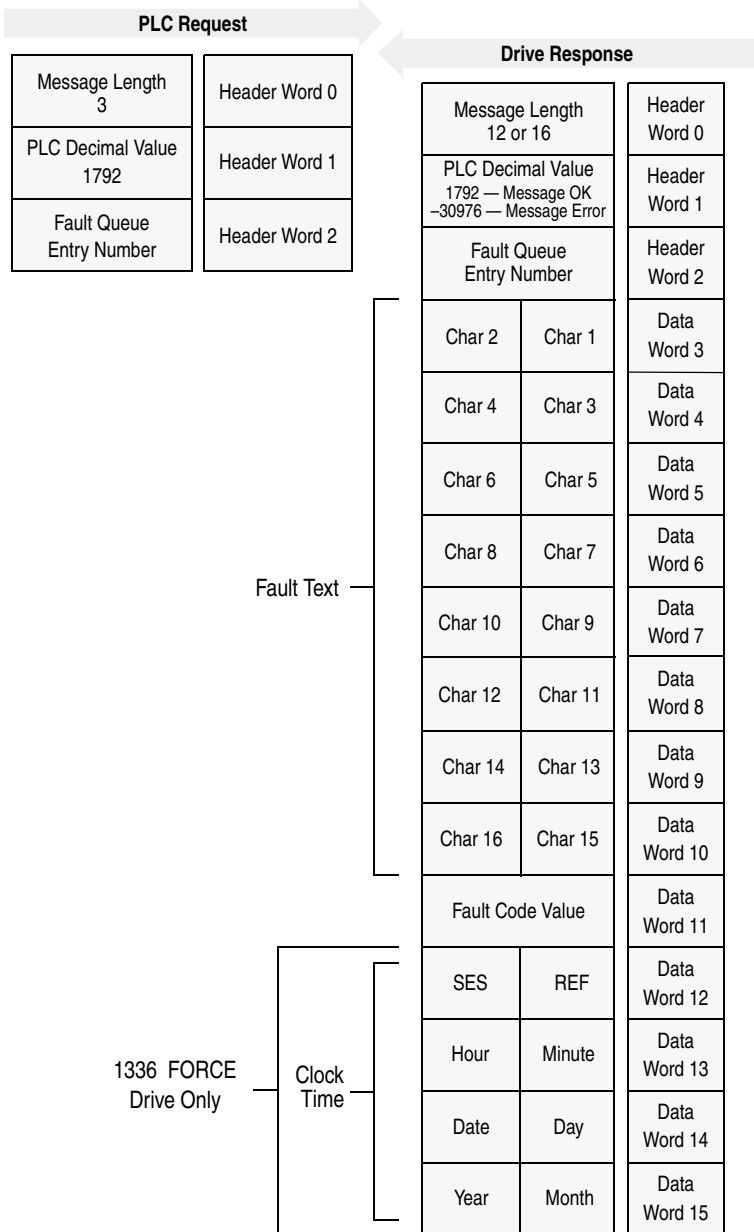 PLC Request
Message Length
3
Header Word 0
PLC Decimal Value
1792
Header Word 1
Fault Queue
Entry Number
Header Word 2
Drive Response
Message Length
12 or 16
Header
Word 0
PLC Decimal Value
1792 — Message OK
–30976 — Message Error
Header
Word 1
Fault Queue
Entry Number
Header
Word 2
Fault Text
Char 2
Char 1
Data
Word 3
Char 4
Char 3
Data
Word 4
Char 6
Char 5
Data
Word 5
Char 8
Char 7
Data
Word 6
Char 10
Char 9
Data
Word 7
Char 12
Char 11
Data
Word 8
Char 14
Char 13
Data
Word 9
Char 16
Char 15
Data
Word 10
Fault Code Value
Data
Word 11
1336 FORCE
Drive Only
Clock
Time
SES
REF
Data
Word 12
Hour
Minute
Data
Word 13
Date
Day
Data
Word 14
Year
Month
Data
Word 15